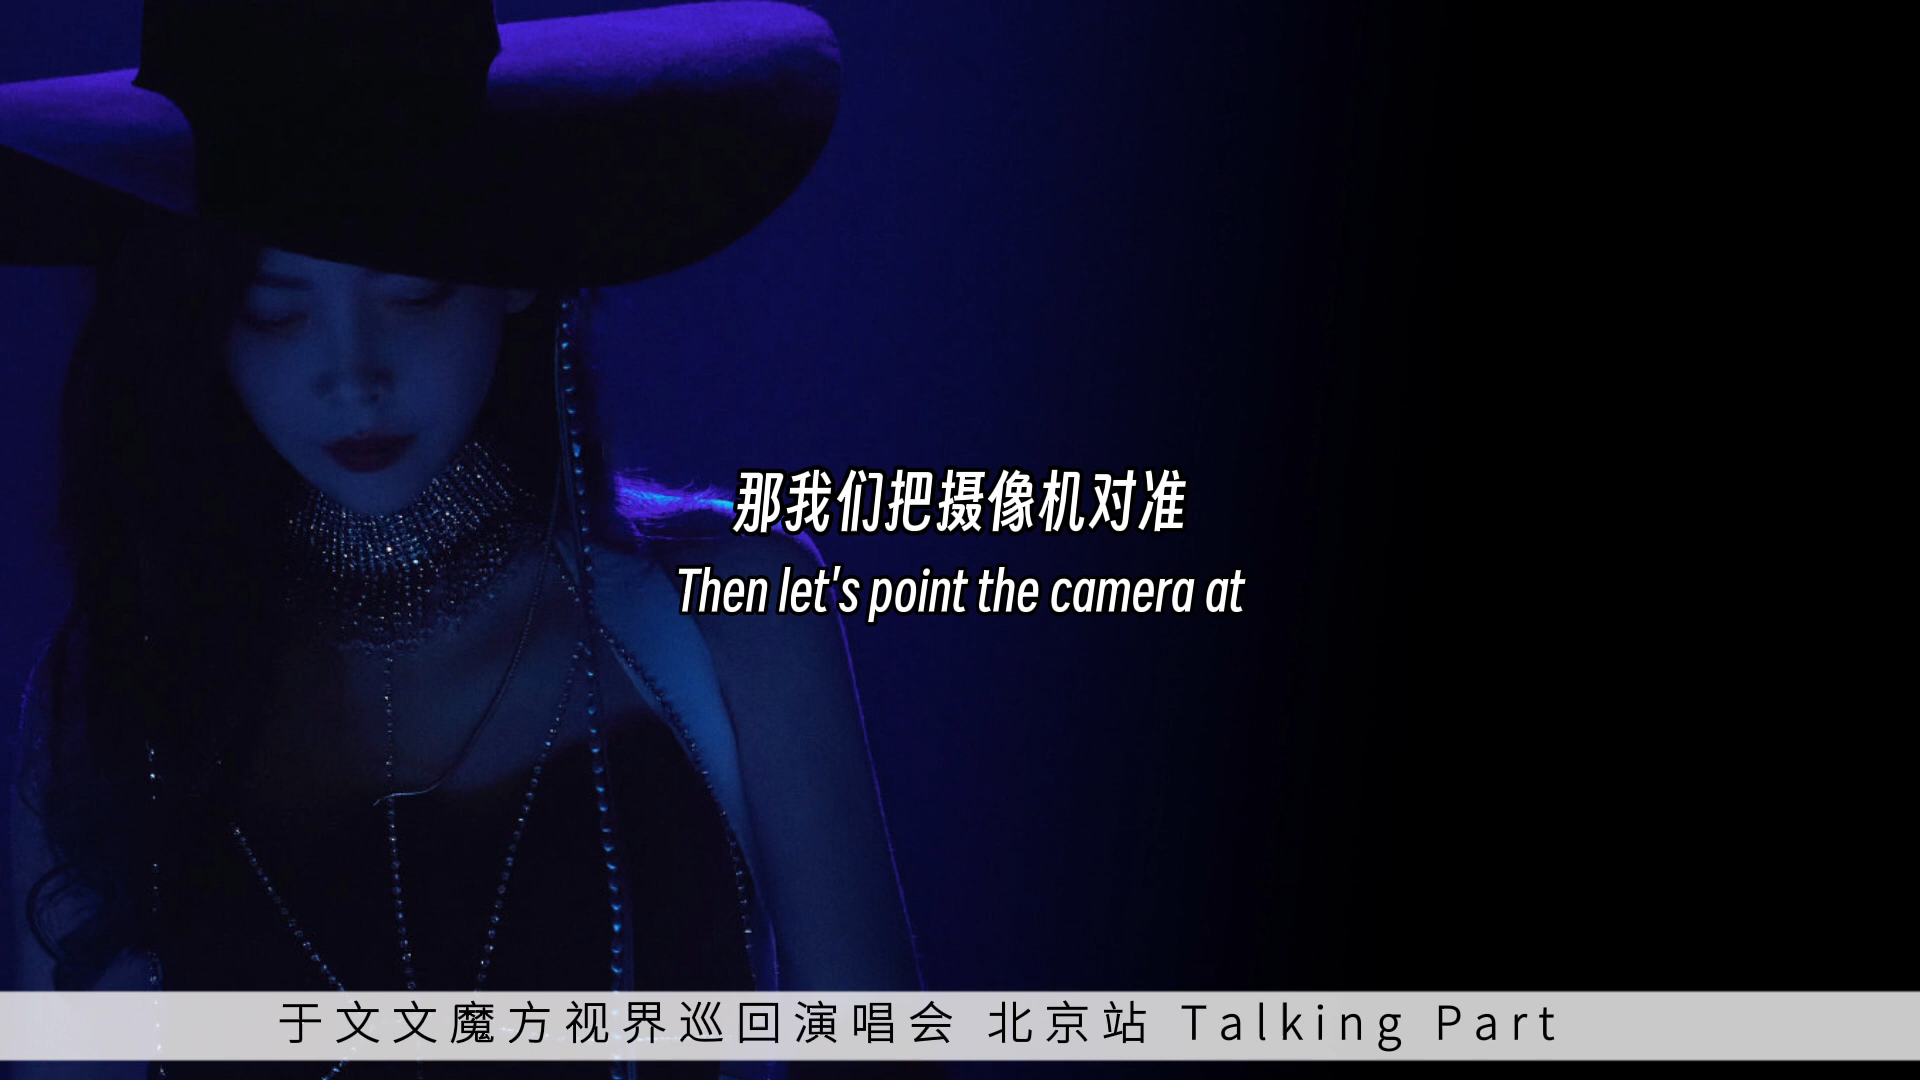 那我们把摄像机对准
Then let's point the camera at
于文文魔方视界巡回演唱会 北京站 Talking Part